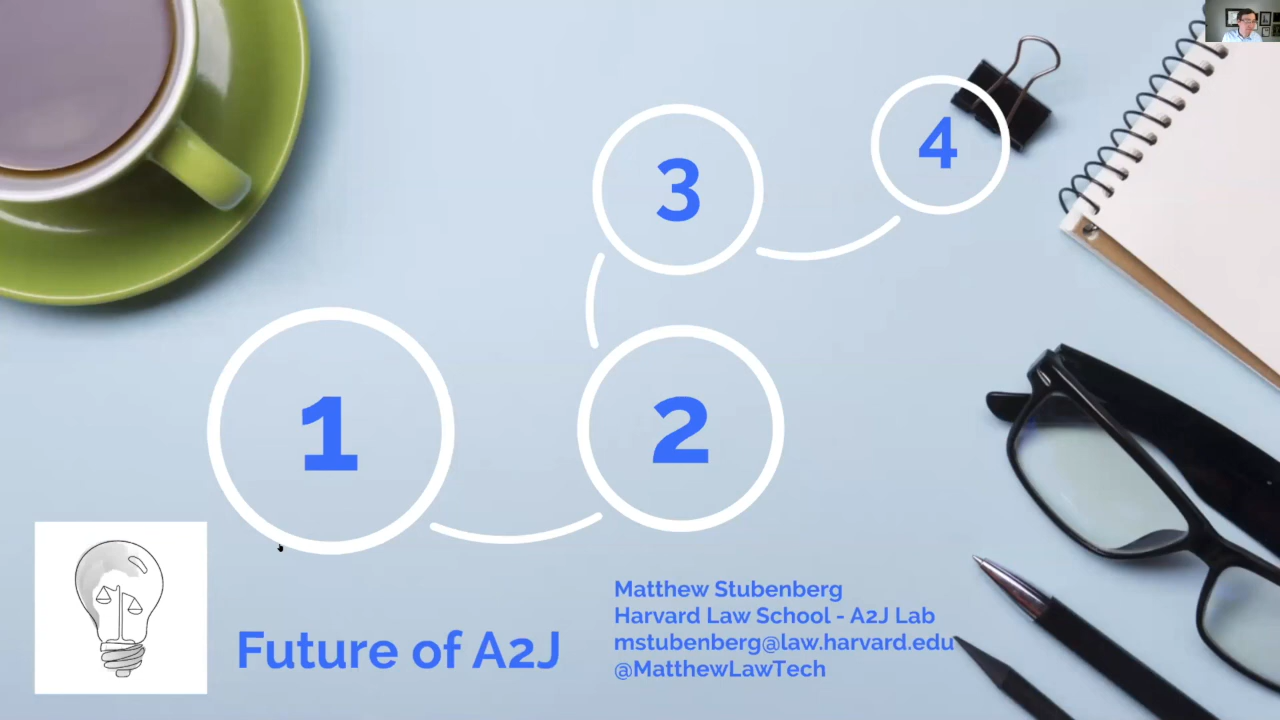 3
4
1
2
Future of A2J
Matthew Stubenberg
Harvard Law School - A2J Lab
mstubenberg@law.harvard.edu
@MatthewLawTech